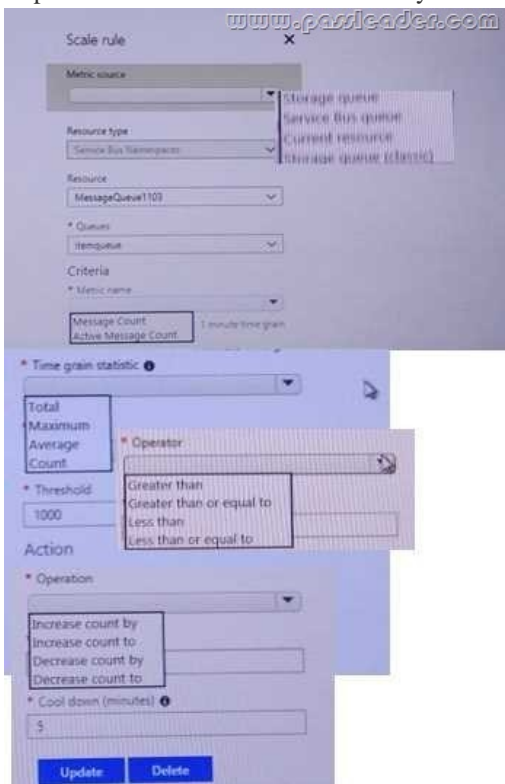 www.passleader.com
Scale rule
Metric source
Storage queue
Service Bus queue
Current resource
Storage queue (classic)
Resource type
Service Bus Namespaces
Resource
MessageQueue1103
* Queues
itemqueue
Criteria
* Metric name
Message Count
Active Message Count
1 minute time grain
* Time grain statistic
Total
Maximum
Average
Count
* Operator
Greater than
Greater than or equal to
Less than
Less than or equal to
* Threshold
1000
Action
* Operation
Increase count by
Increase count to
Decrease count by
Decrease count to
* Cool down (minutes)
5
Update
Delete